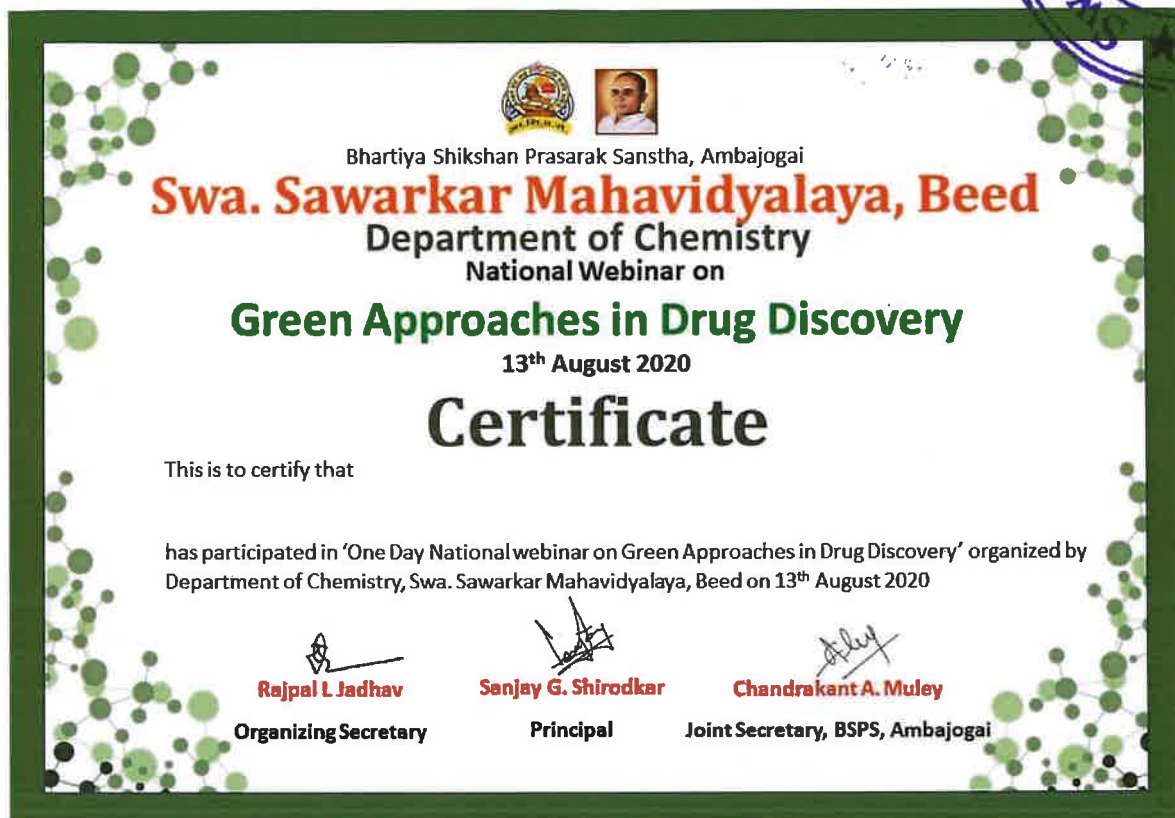 Bhartiya Shikshan Prasarak Sanstha, Ambajogai
Swa. Sawarkar Mahavidyalaya, Beed
Department of Chemistry
National Webinar on
Green Approaches in Drug Discovery
13th August 2020
Certificate
This is to certify that
has participated in ‘One Day National webinar on Green Approaches in Drug Discovery’ organized by
Department of Chemistry, Swa. Sawarkar Mahavidyalaya, Beed on 13th August 2020
Rajpal L Jadhav
Sanjay G. Shirodkar
Chandrakant A. Muley
Organizing Secretary
Principal
Joint Secretary, BSPS, Ambajogai